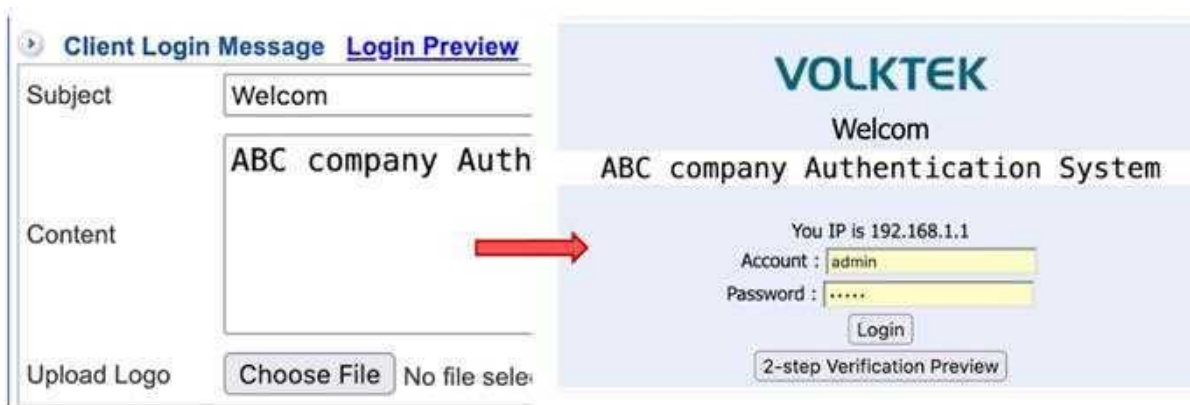 Client Login Message Login Preview
Subject Welcom
Content ABC company Auth
Upload Logo Choose File No file sele
VOLKTEK
Welcom
ABC company Authentication System
You IP is 192.168.1.1
Account : admin
Password : •••••
Login
2-step Verification Preview